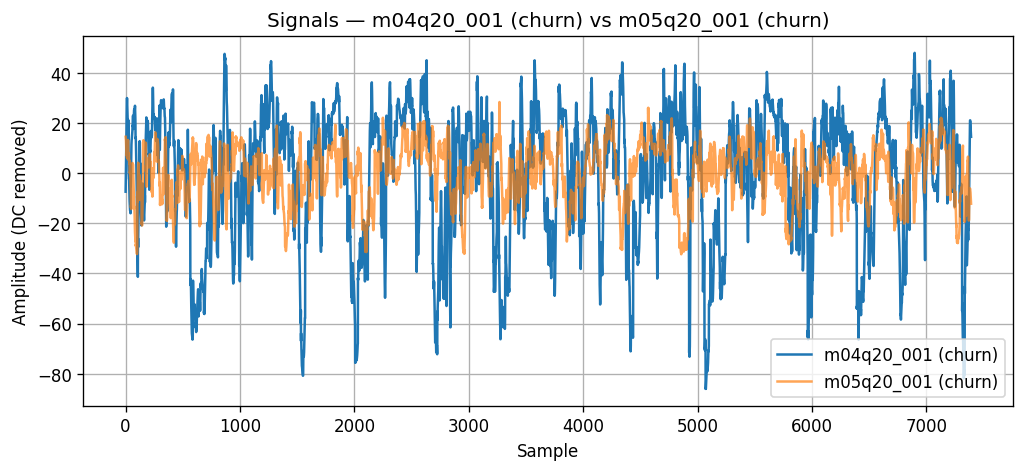 Signals — m04q20_001 (churn) vs m05q20_001 (churn)
Amplitude (DC removed)
40
20
0
−20
−40
−60
−80
0 1000 2000 3000 4000 5000 6000 7000
Sample
m04q20_001 (churn)
m05q20_001 (churn)